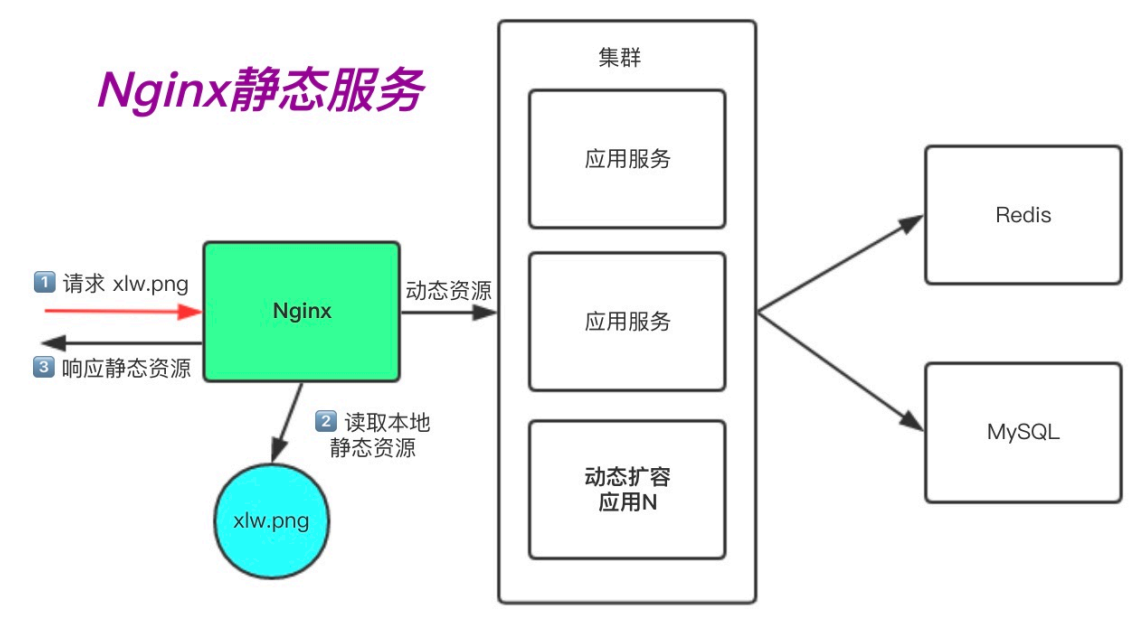 Nginx静态服务
集群
应用服务
应用服务
动态扩容
应用N
1 请求 xlw.png
Nginx
动态资源
3 响应静态资源
2 读取本地
静态资源
xlw.png
Redis
MySQL